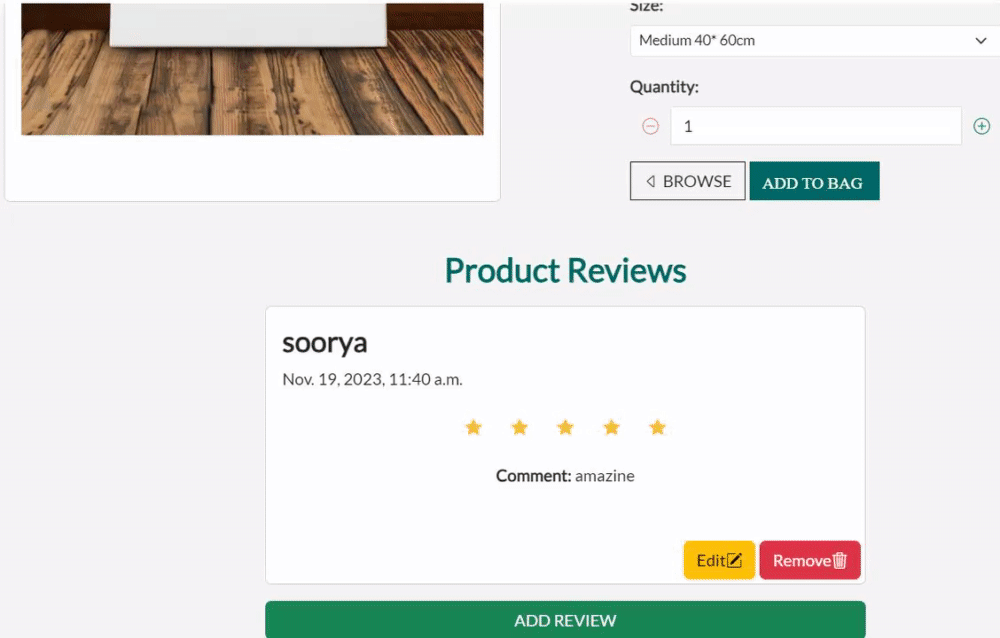 Size:
Medium 40* 60cm
Quantity:
1
BROWSE
ADD TO BAG
Product Reviews
soorya
Nov. 19, 2023, 11:40 a.m.
Comment: amazine
Edit
Remove
ADD REVIEW